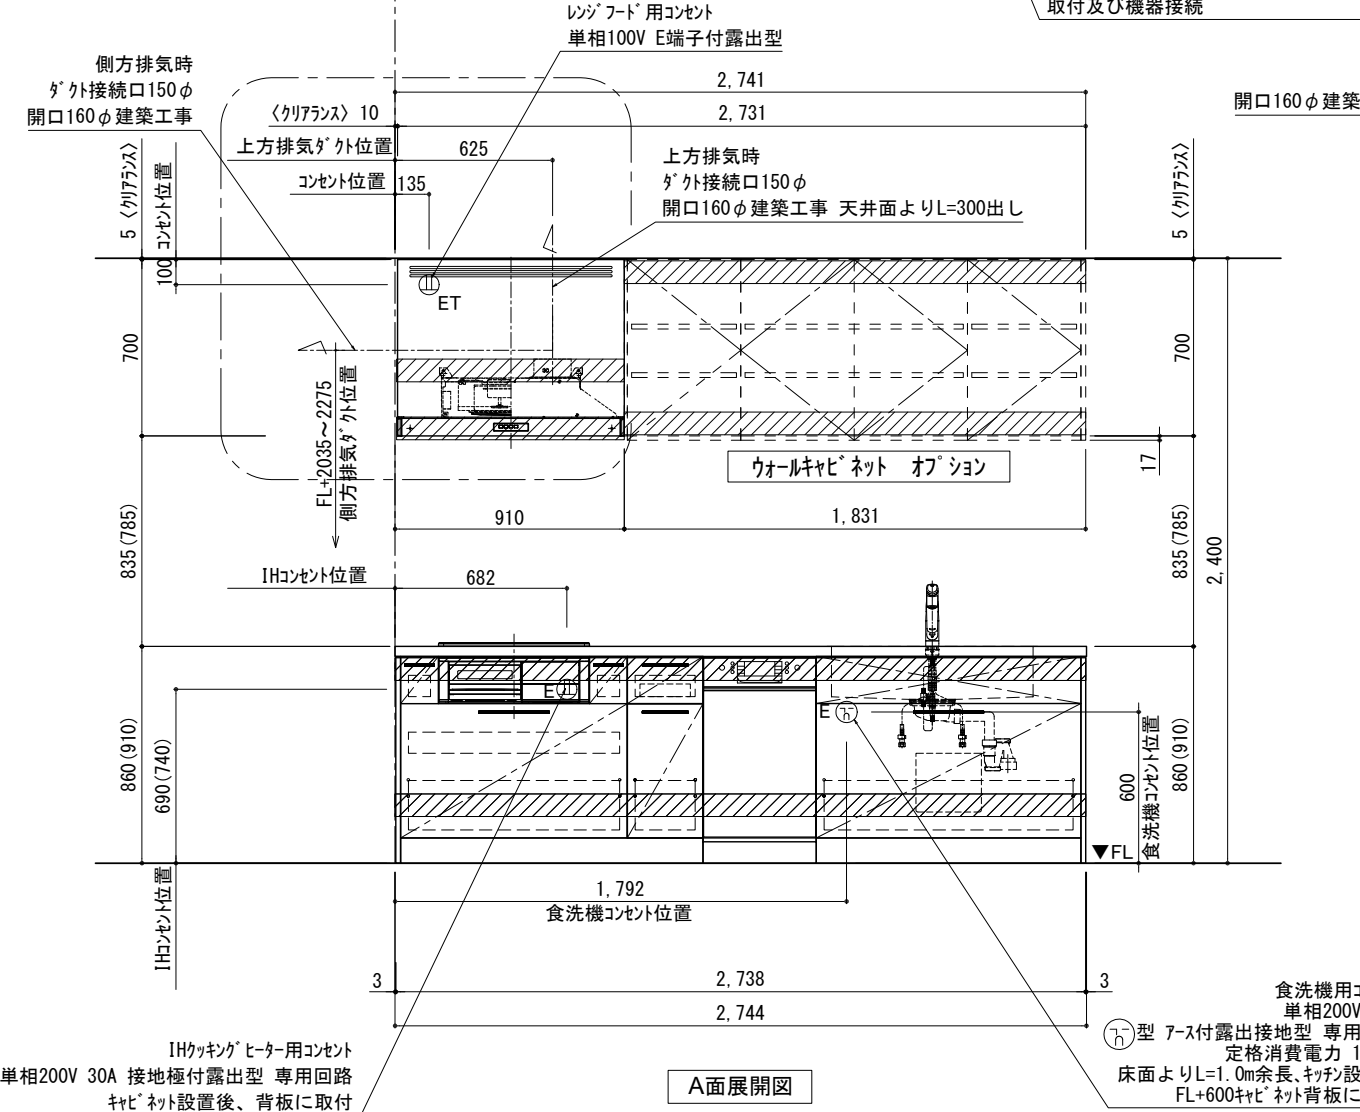 取付及び機器接続
ﾚﾝｼﾞﾌｰﾄﾞ用ｺﾝｾﾝﾄ
単相100V E端子付露出型
側方排気時
ﾀﾞｸﾄ接続口150φ
開口160φ建築工事
開口160φ建築
2,741
〈ｸﾘｱﾗﾝｽ〉 10
2,731
上方排気ﾀﾞｸﾄ位置
625
ｺﾝｾﾝﾄ位置
135
上方排気時
ﾀﾞｸﾄ接続口150φ
開口160φ建築工事 天井面よりL=300出し
5 〈ｸﾘｱﾗﾝｽ〉
100 ｺﾝｾﾝﾄ位置
5 〈ｸﾘｱﾗﾝｽ〉
ET
700
700
FL+2035～2275
側方排気ﾀﾞｸﾄ位置
ｳｫｰﾙｷｬﾋﾞﾈｯﾄ ｵﾌﾟｼｮﾝ
17
910
1,831
835(785)
835(785)
2,400
IHｺﾝｾﾝﾄ位置
682
E
E
860(910)
690(740)
600
食洗機ｺﾝｾﾝﾄ位置
860(910)
▼FL
IHｺﾝｾﾝﾄ位置
1,792
食洗機ｺﾝｾﾝﾄ位置
3
2,738
3
2,744
IHｸｯｷﾝｸﾞﾋｰﾀｰ用ｺﾝｾﾝﾄ
単相200V 30A 接地極付露出型 専用回路
ｷｬﾋﾞﾈｯﾄ設置後、背板に取付
A面展開図
食洗機用ｺ
単相200V
型 ｱｰｽ付露出接地型 専用
定格消費電力 1
床面よりL=1.0m余長､ｷｯﾁﾝ設
FL+600ｷｬﾋﾞﾈｯﾄ背板に